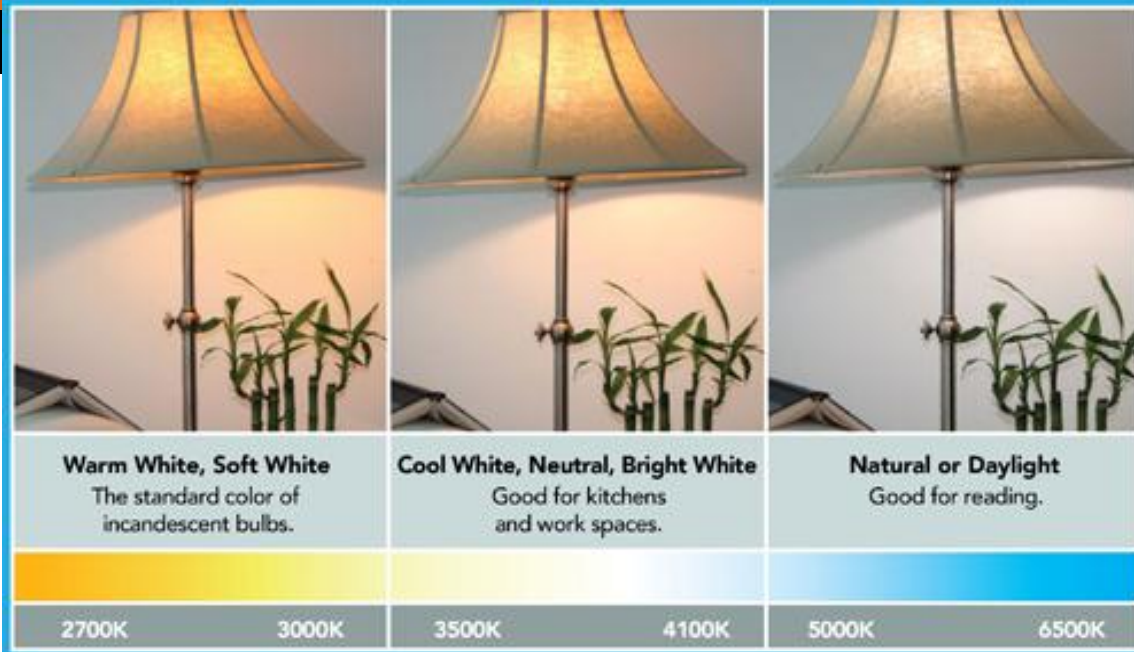 Warm White, Soft White
The standard color of
incandescent bulbs.
Cool White, Neutral, Bright White
Good for kitchens
and work spaces.
Natural or Daylight
Good for reading.
2700K 3000K 3500K 4100K 5000K 6500K